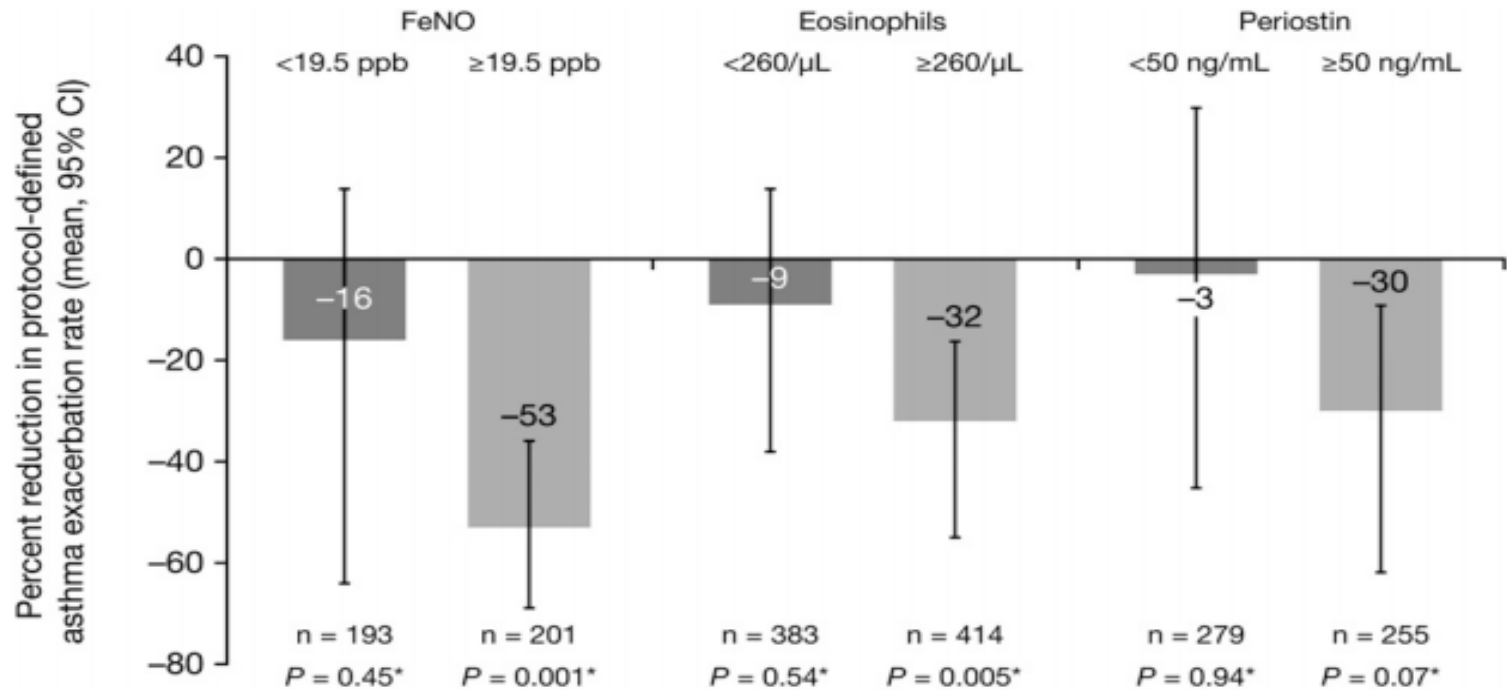 FeNO Eosinophils Periostin
<19.5 ppb ≥19.5 ppb <260/µL ≥260/µL <50 ng/mL ≥50 ng/mL
Percent reduction in protocol-defined
asthma exacerbation rate (mean, 95% CI)
40
20
0
–20
–40
–60
–80
–16
–53
–9
–32
–3
–30
n = 193 n = 201 n = 383 n = 414 n = 279 n = 255
P = 0.45* P = 0.001* P = 0.54* P = 0.005* P = 0.94* P = 0.07*